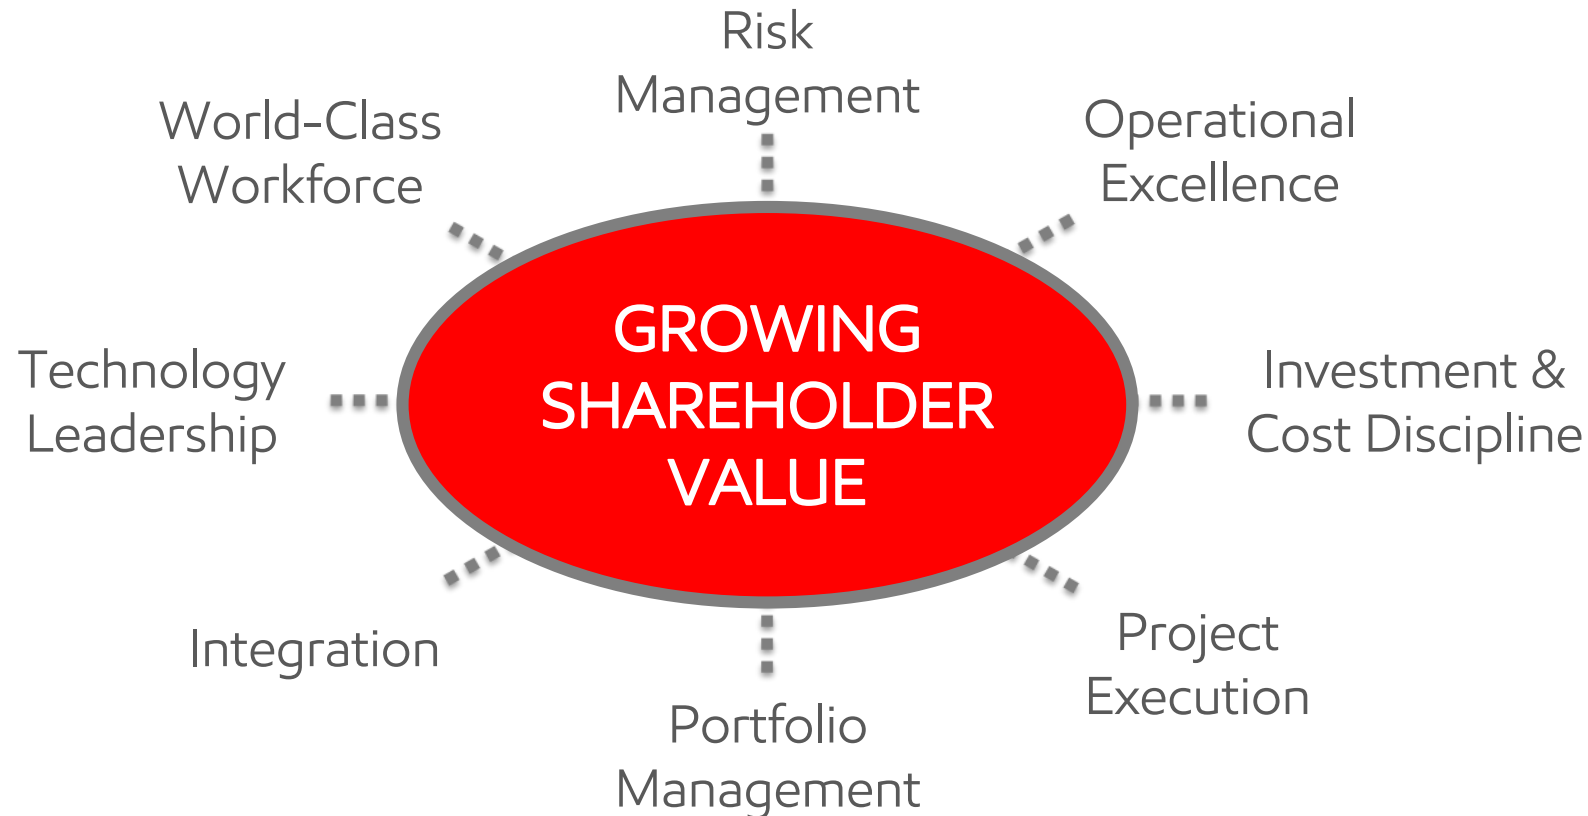 Risk
Management
World-Class
Workforce
Operational
Excellence
GROWING
SHAREHOLDER
VALUE
Technology
Leadership
Investment &
Cost Discipline
Integration
Project
Execution
Portfolio
Management